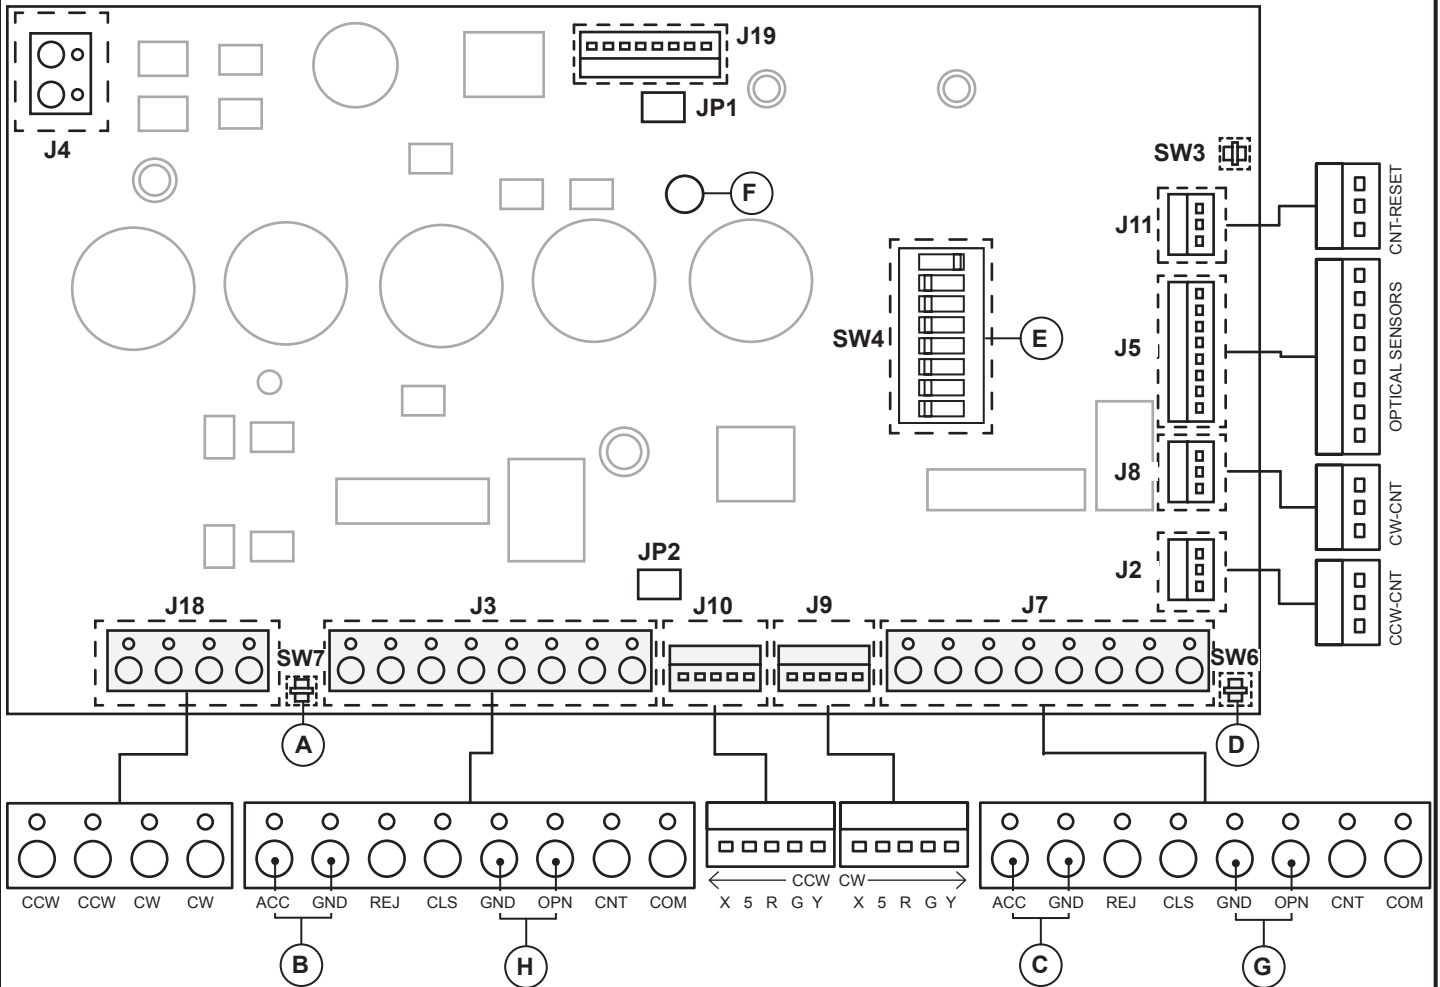 J19
JP1
J4
SW3
F
J11
CNT-RESET
SW4
E
J5
OPTICAL SENSORS
J8
CW-CNT
JP2
J2
CCW-CNT
J18
J3
J10
J9
J7
SW7
SW6
A
D
CCW CCW CW CW
ACC GND REJ CLS GND OPN CNT COM
CCW CW
X 5 R G Y
X 5 R G Y
ACC GND REJ CLS GND OPN CNT COM
B
H
C
G